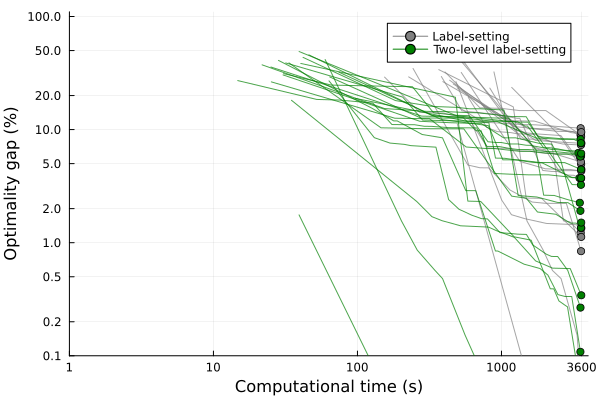 100.0
50.0
20.0
10.0
5.0
2.0
1.0
0.5
0.2
0.1
Optimality gap (%)
Label-setting
Two-level label-setting
1 10 100 1000 3600
Computational time (s)